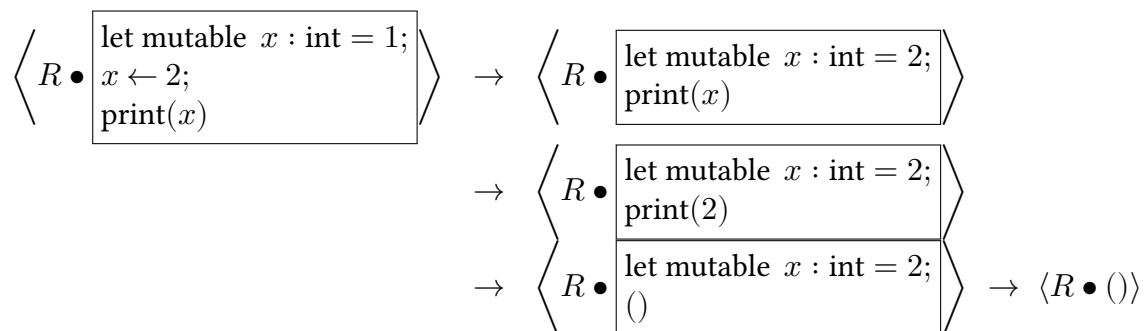 ⟨R • let mutable x : int = 1;
x ← 2;
print(x)⟩ → ⟨R • let mutable x : int = 2;
print(x)⟩
→ ⟨R • let mutable x : int = 2;
print(2)⟩
→ ⟨R • let mutable x : int = 2;
()⟩ → ⟨R • ()⟩